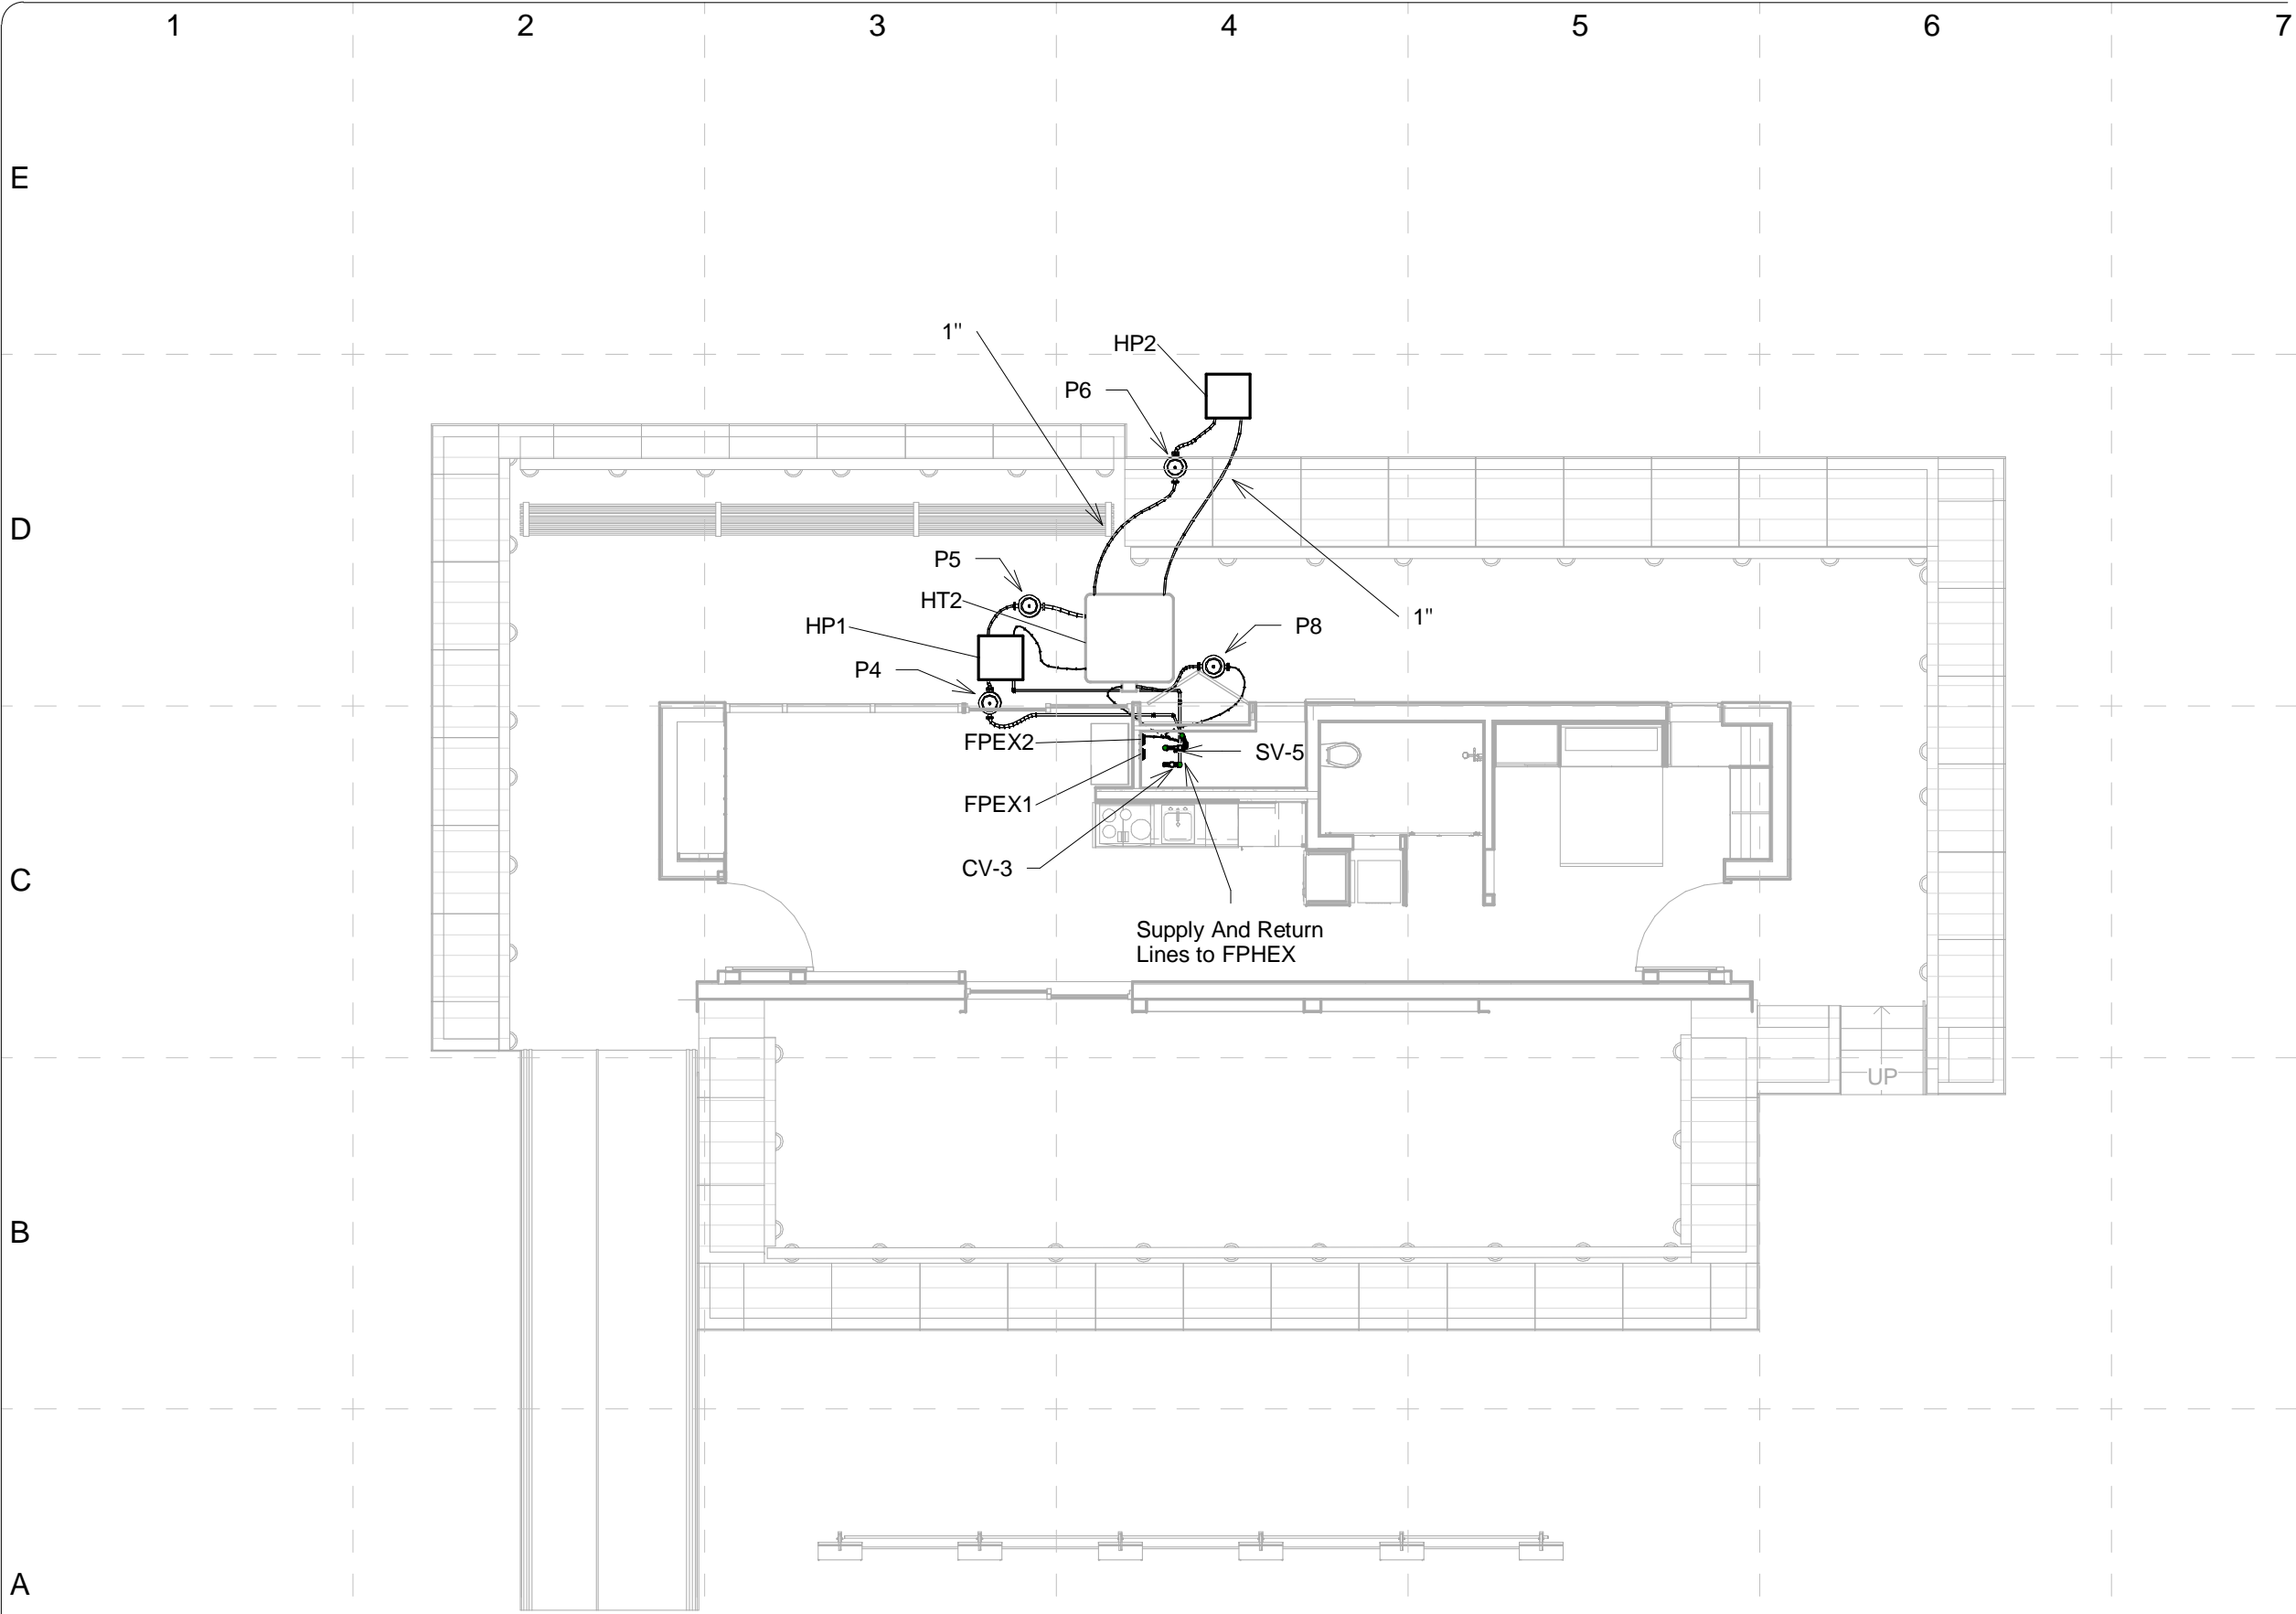 1 2 3 4 5 6 7
E
1"
HP2
P6
D
P5
HT2
HP1
1"
P8
P4
FPEX2
SV-5
FPEX1
CV-3
C
Supply And Return
Lines to FPHEX
UP
B
A